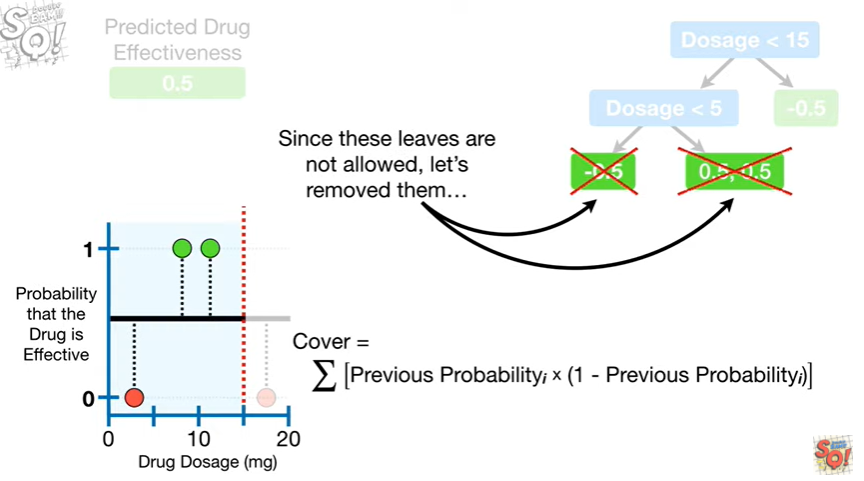 Predicted Drug
Effectiveness
0.5
Dosage < 15
Dosage < 5
-0.5
-0.5
0.5, 0.5
Since these leaves are
not allowed, let's
removed them...
1
Probability
that the
Drug is
Effective
0
0
10
20
Drug Dosage (mg)
Cover =
∑ [Previous Probabilityᵢ × (1 - Previous Probabilityᵢ)]
SQ!